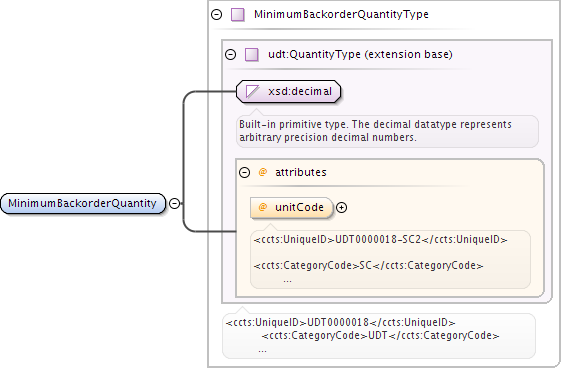 MinimumBackorderQuantityType
udt:QuantityType (extension base)
xsd:decimal
Built-in primitive type. The decimal datatype represents
arbitrary precision decimal numbers.
@ attributes
MinimumBackorderQuantity
@ unitCode
<ccts:UniqueID>UDT0000018-SC2</ccts:UniqueID>
<ccts:CategoryCode>SC</ccts:CategoryCode>
...
<ccts:UniqueID>UDT0000018</ccts:UniqueID>
<ccts:CategoryCode>UDT</ccts:CategoryCode>
...